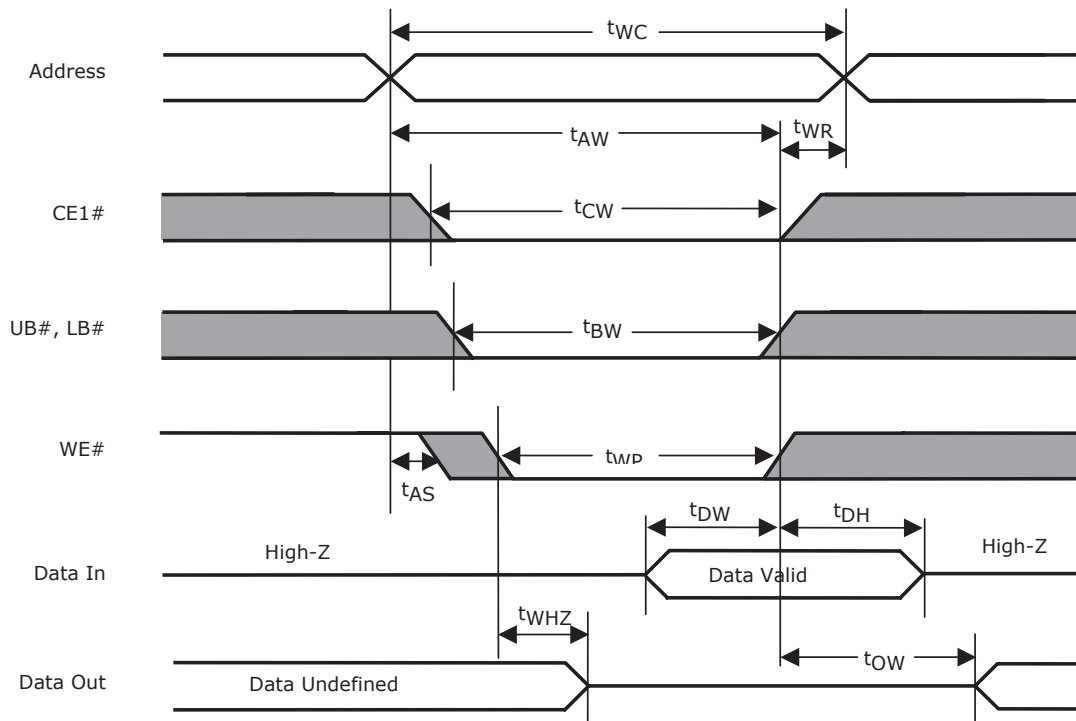 tWC
Address
tAW
tWR
CE1#
tCW
UB#, LB#
tBW
WE#
tWP
tAS
tDW
tDH
High-Z
High-Z
Data In
Data Valid
tWHZ
tOW
Data Out
Data Undefined